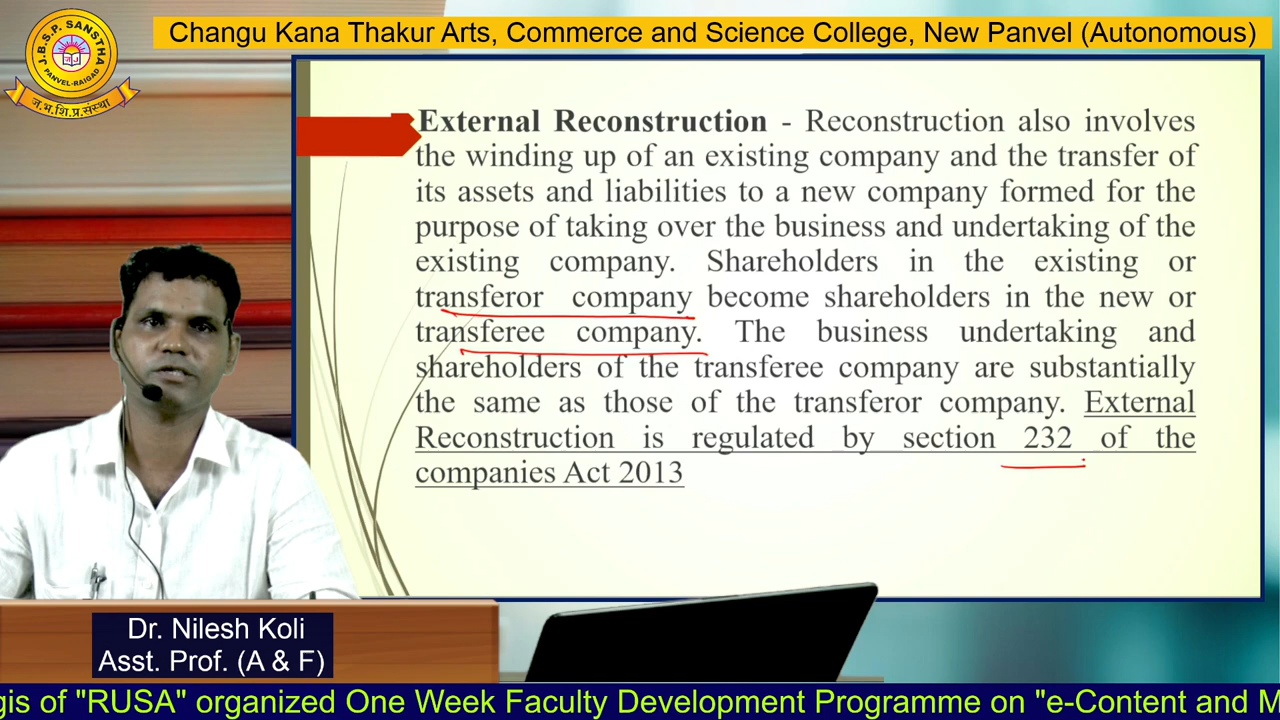 J.B.S.P. SANSTHA
PANVEL-RAIGAD
ज.भ.शि.प्र.संस्था
Changu Kana Thakur Arts, Commerce and Science College, New Panvel (Autonomous)
External Reconstruction - Reconstruction also involves
the winding up of an existing company and the transfer of
its assets and liabilities to a new company formed for the
purpose of taking over the business and undertaking of the
existing company. Shareholders in the existing or
transferor company become shareholders in the new or
transferee company. The business undertaking and
shareholders of the transferee company are substantially
the same as those of the transferor company. External
Reconstruction is regulated by section 232 of the
companies Act 2013
Dr. Nilesh Koli
Asst. Prof. (A & F)
gis of "RUSA" organized One Week Faculty Development Programme on "e-Content and M